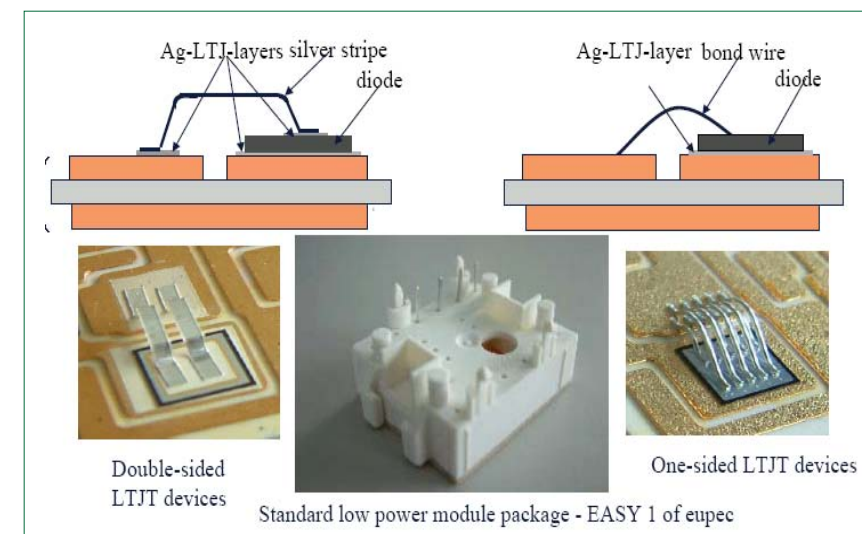 Ag-LTJ-layers silver stripe
diode
Ag-LTJ-layer bond wire
diode
Double-sided
LTJT devices
One-sided LTJT devices
Standard low power module package - EASY 1 of eupec